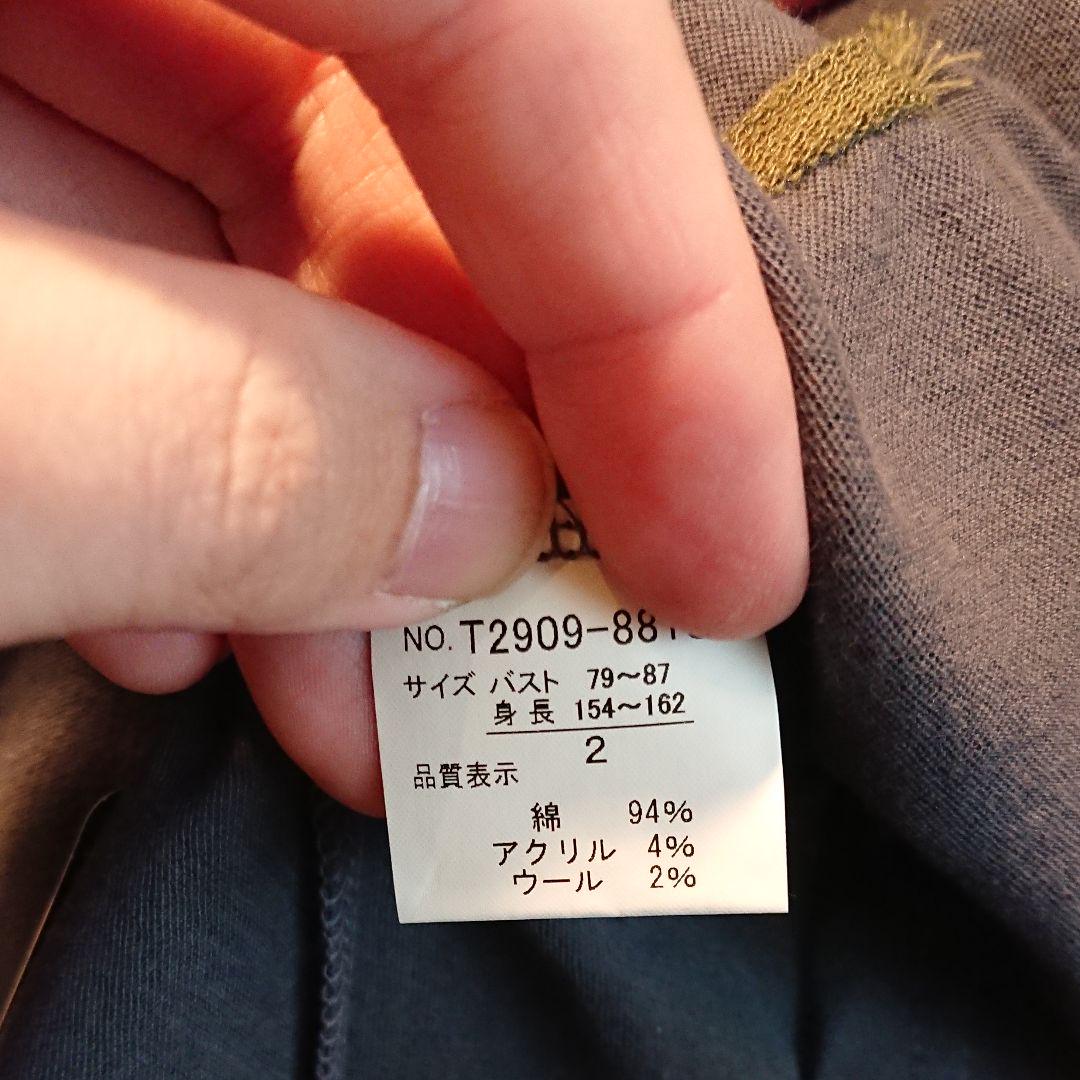 NO. T2909-88
サイズ バスト 79～87
身長 154～162
2
品質表示
綿 94%
アクリル 4%
ウール 2%